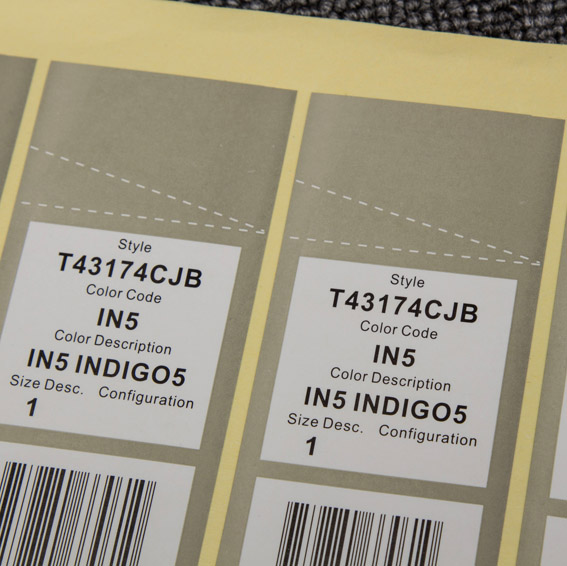 Style
T43174CJB
Color Code
IN5
Color Description
IN5 INDIGO5
Size Desc. Configuration
1
Style
T43174CJB
Color Code
IN5
Color Description
IN5 INDIGO5
Size Desc. Configuration
1